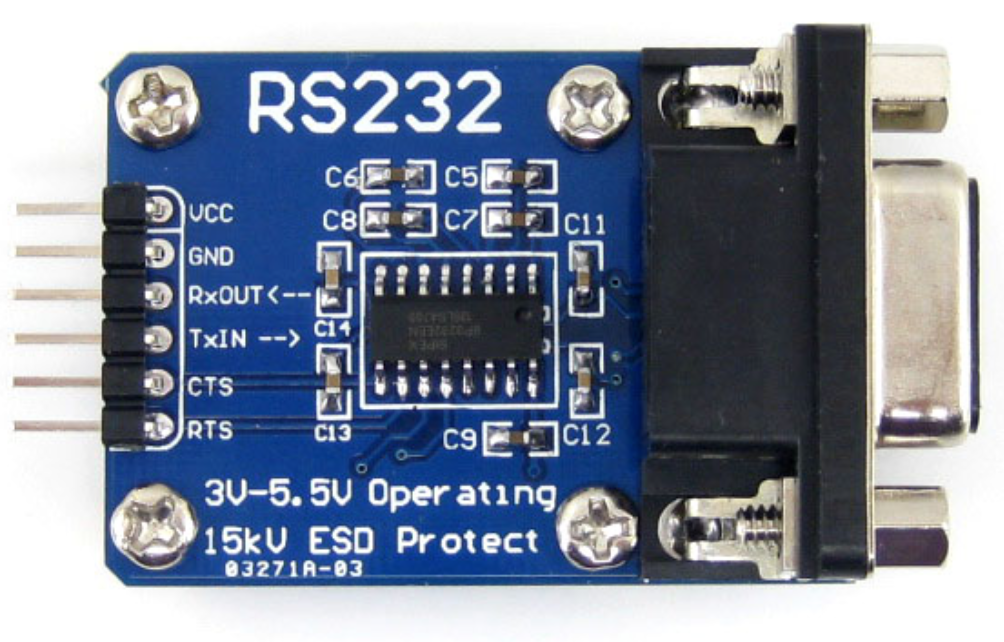 RS232
C6 C5
C8 C7 C11
VCC
GND
RxOUT<--
TxIN -->
CTS
RTS
C14
C13
C9 C12
SIPEX
3V-5.5V Operating
15kV ESD Protect
03271A-03